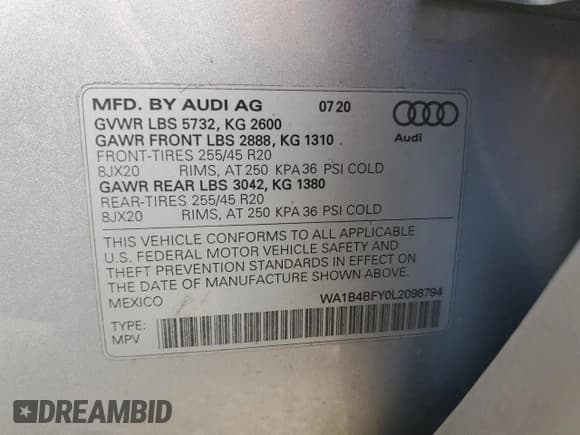 MFD. BY AUDI AG 07 20
GVWR LBS 5732, KG 2600
GAWR FRONT LBS 2888, KG 1310
FRONT-TIRES 255/45 R20
8JX20 RIMS, AT 250 KPA 36 PSI COLD
GAWR REAR LBS 3042, KG 1380
REAR-TIRES 255/45 R20
8JX20 RIMS, AT 250 KPA 36 PSI COLD
Audi
THIS VEHICLE CONFORMS TO ALL APPLICABLE
U.S. FEDERAL MOTOR VEHICLE SAFETY AND
THEFT PREVENTION STANDARDS IN EFFECT ON
THE DATE OF MANUFACTURE SHOWN ABOVE.
MEXICO WA1B4BFY0L2098794
TYPE:
MPV
DREAMBID